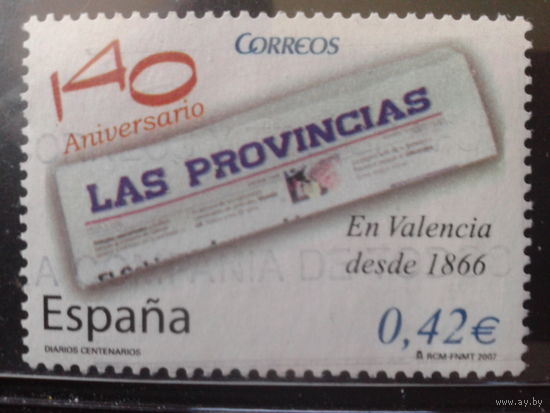 140
Aniversario
CORREOS
LAS PROVINCIAS
En Valencia
desde 1866
España
0,42€
DIARIOS CENTENARIOS
RCM-FNMT 2007
www.ay.by